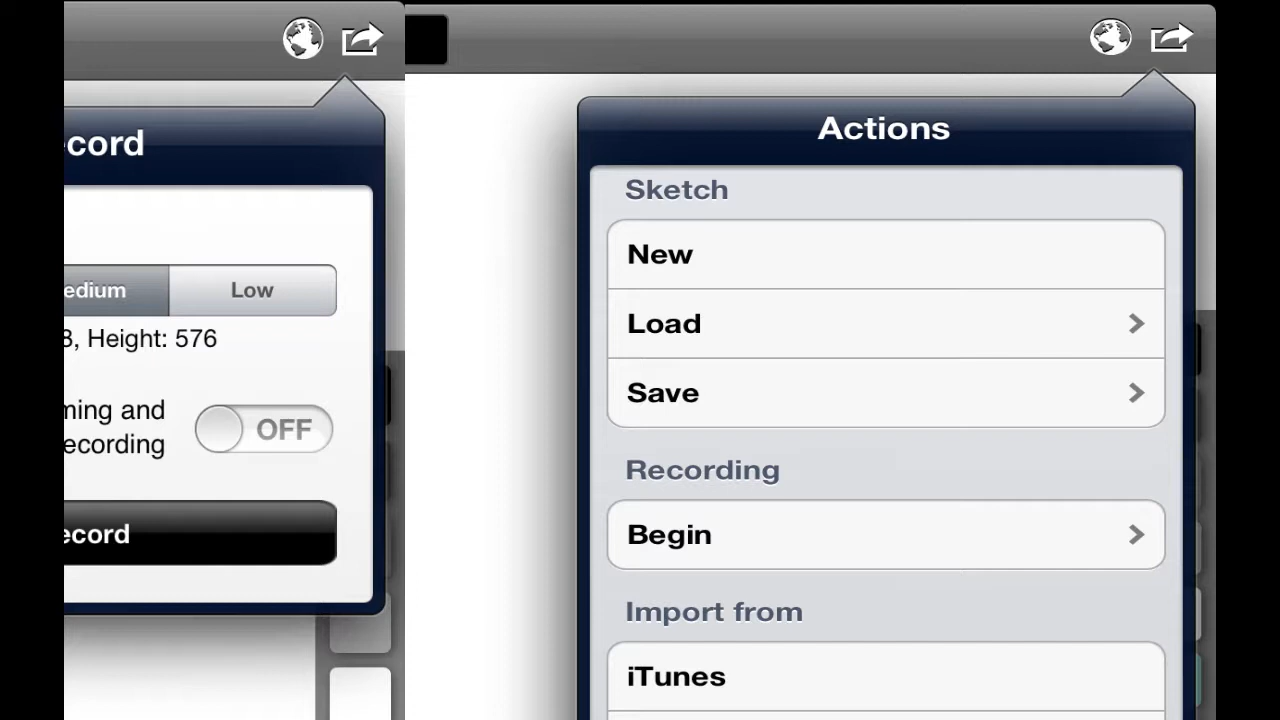 ecord
edium
Low
3, Height: 576
ming and
ecording
OFF
ecord
Actions
Sketch
New
Load
Save
Recording
Begin
Import from
iTunes